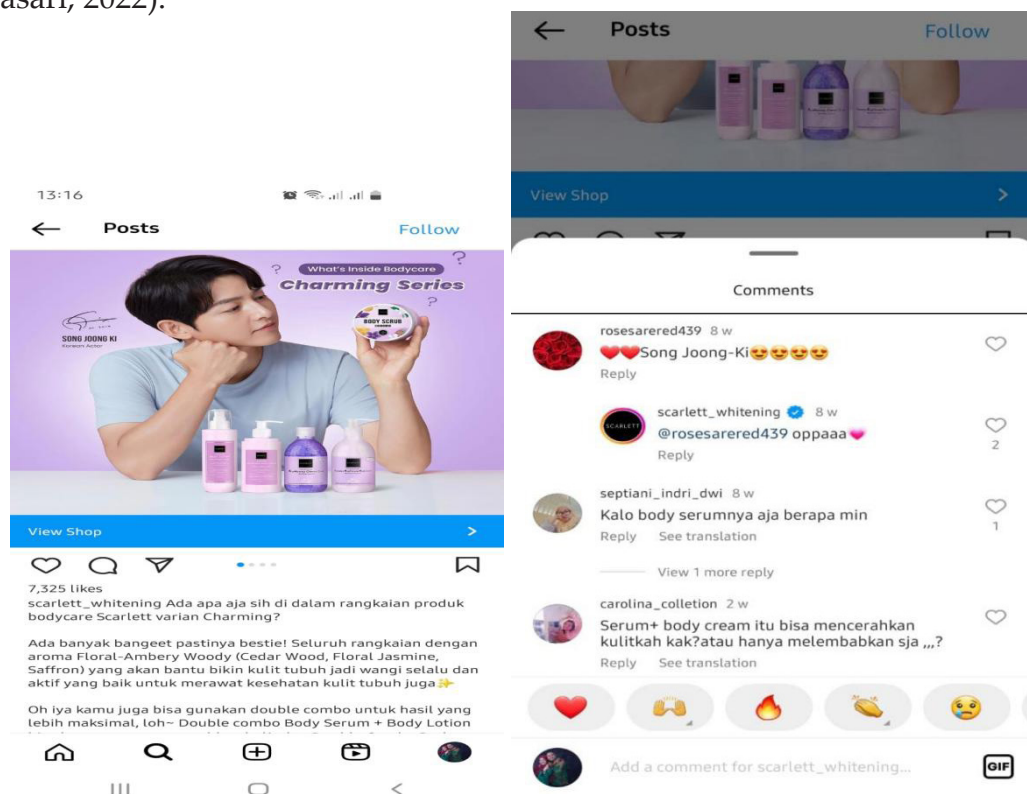 asari, 2022).
13:16
Posts
Follow
What's Inside Bodycare
Charming Series
SONG JOONG KI
Korean Actor
BODY SCRUB
View Shop
7,325 likes
scarlett_whitening Ada apa aja sih di dalam rangkaian produk
bodycare Scarlett varian Charming?
Ada banyak bangeet pastinya bestie! Seluruh rangkaian dengan
aroma Floral-Ambery Woody (Cedar Wood, Floral Jasmine,
Saffron) yang akan bantu bikin kulit tubuh jadi wangi selalu dan
aktif yang baik untuk merawat kesehatan kulit tubuh juga
Oh iya kamu juga bisa gunakan double combo untuk hasil yang
lebih maksimal, loh~ Double combo Body Serum + Body Lotion
Posts
Follow
View Shop
Comments
rosesarered439 8 w
❤️❤️Song Joong-Ki😍😍😍😍
Reply
SCARLETT
scarlett_whitening 8 w
@rosesarered439 oppaaa
2
Reply
septiani_indri_dwi 8 w
Kalo body serumnya aja berapa min
1
Reply See translation
View 1 more reply
carolina_colletion 2 w
Serum+ body cream itu bisa mencerahkan
kulitkah kak?atau hanya melembabkan sja ,,,?
Reply See translation
Add a comment for scarlett_whitening...
GIF